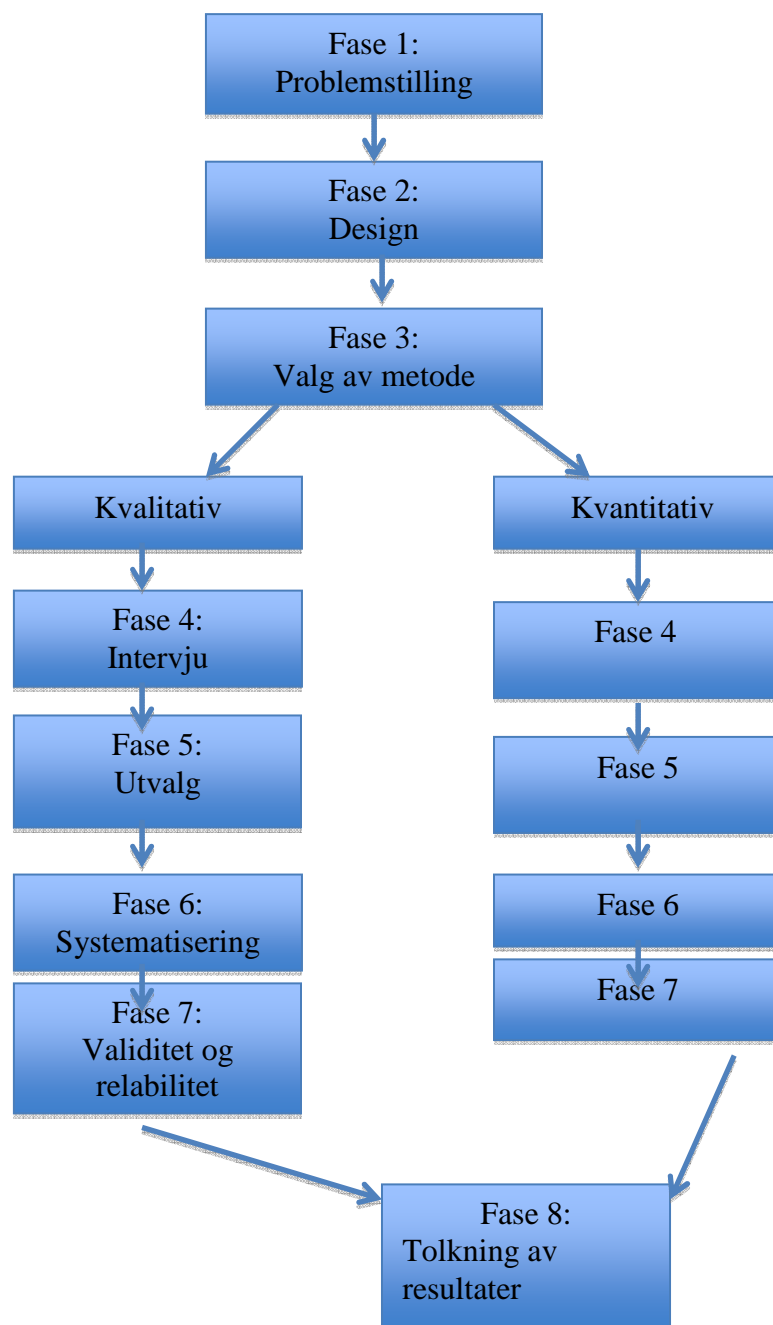 Fase 1:
Problemstilling
Fase 2:
Design
Fase 3:
Valg av metode
Kvalitativ
Kvantitativ
Fase 4:
Intervju
Fase 4
Fase 5:
Utvalg
Fase 5
Fase 6:
Systematisering
Fase 6
Fase 7:
Validitet og
relabilitet
Fase 7
Fase 8:
Tolkning av
resultater